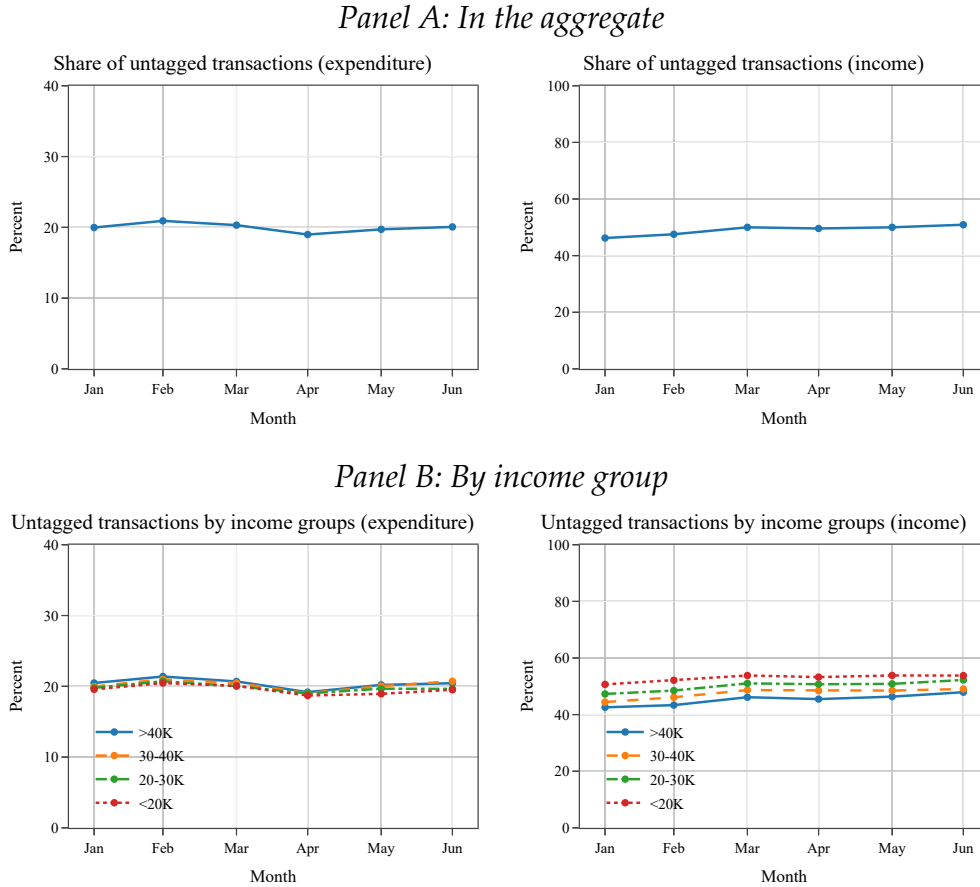 Panel A: In the aggregate
Share of untagged transactions (expenditure)
40
30
20
10
0
Percent
Jan Feb Mar Apr May Jun
Month
Share of untagged transactions (income)
100
80
60
40
20
0
Percent
Jan Feb Mar Apr May Jun
Month
Panel B: By income group
Untagged transactions by income groups (expenditure)
40
30
20
10
0
Percent
>40K
30-40K
20-30K
<20K
Jan Feb Mar Apr May Jun
Month
Untagged transactions by income groups (income)
100
80
60
40
20
0
Percent
>40K
30-40K
20-30K
<20K
Jan Feb Mar Apr May Jun
Month